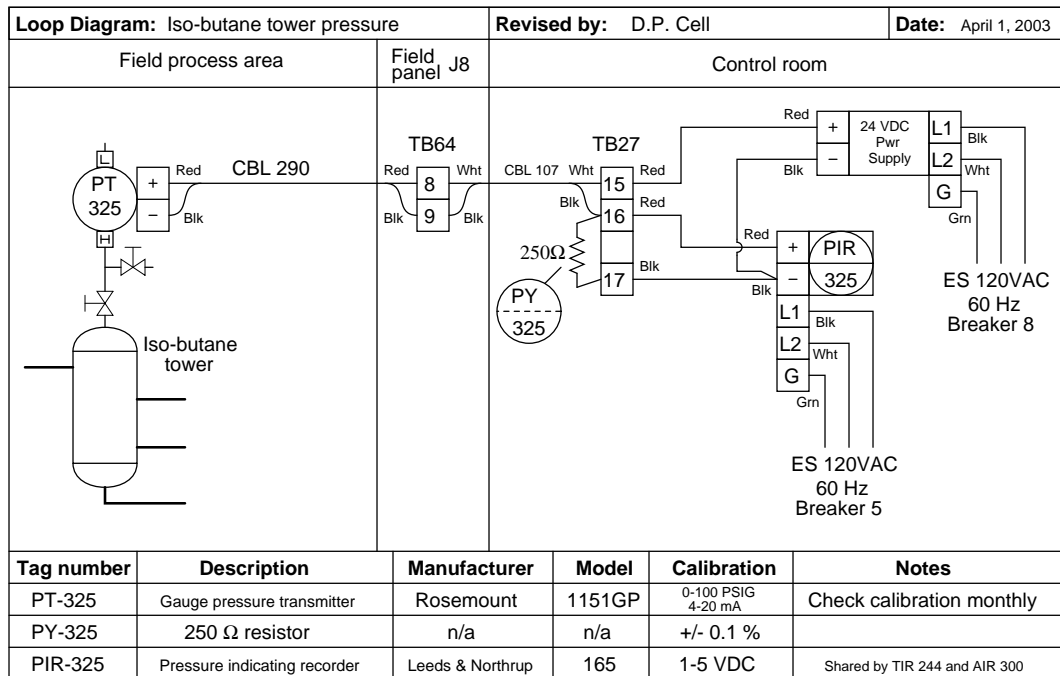 Loop Diagram: Iso-butane tower pressure
Revised by: D.P. Cell
Date: April 1, 2003
Field process area
Field panel J8
Control room
Red
+
24 VDC
Pwr
Supply
L1
Blk
L2
Wht
G
Grn
Blk
−
TB64
TB27
L
PT
325
H
+
Red
−
Blk
CBL 290
Red
8
Wht
Blk
9
Blk
CBL 107
Wht
15
Red
Blk
16
Red
250Ω
17
Blk
PY
325
Red
+
PIR
325
−
Blk
L1
Blk
L2
Wht
G
Grn
ES 120VAC
60 Hz
Breaker 8
ES 120VAC
60 Hz
Breaker 5
Iso-butane
tower
Tag number Description Manufacturer Model Calibration Notes
PT-325 Gauge pressure transmitter Rosemount 1151GP 0-100 PSIG 4-20 mA Check calibration monthly
PY-325 250 Ω resistor n/a n/a +/- 0.1 %
PIR-325 Pressure indicating recorder Leeds & Northrup 165 1-5 VDC Shared by TIR 244 and AIR 300